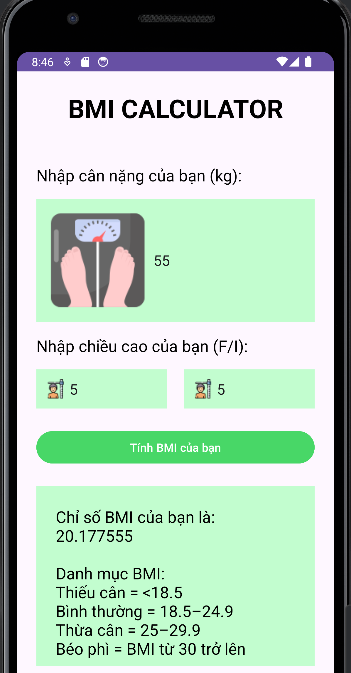 8:46
BMI CALCULATOR
Nhập cân nặng của bạn (kg):
55
Nhập chiều cao của bạn (F/I):
5 5
Tính BMI của bạn
Chỉ số BMI của bạn là:
20.177555
Danh mục BMI:
Thiếu cân = <18.5
Bình thường = 18.5–24.9
Thừa cân = 25–29.9
Béo phì = BMI từ 30 trở lên